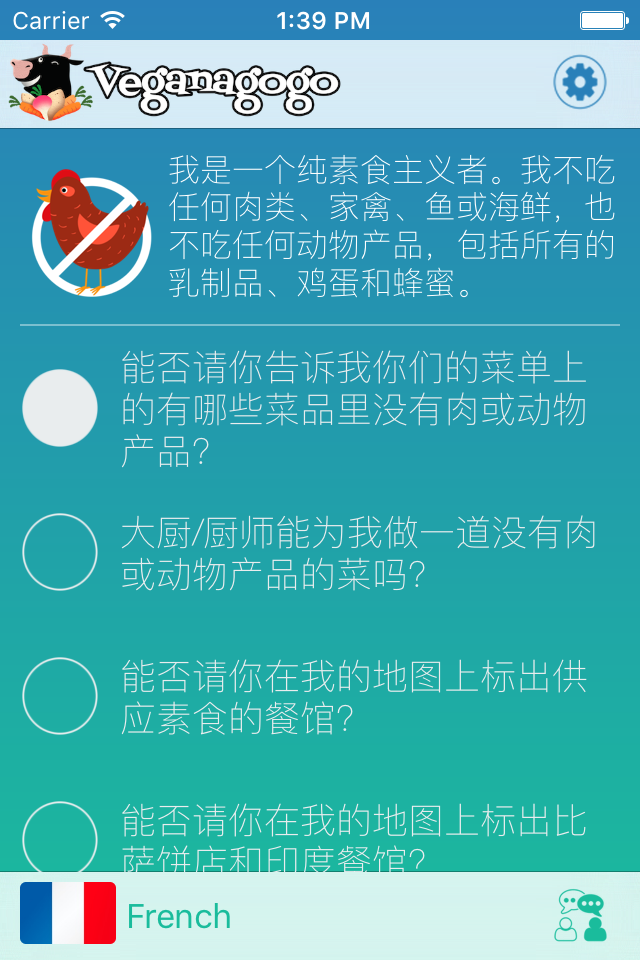 Carrier 1:39 PM
Veganagogo
我是一个纯素食主义者。我不吃
任何肉类、家禽、鱼或海鲜，也
不吃任何动物产品，包括所有的
乳制品、鸡蛋和蜂蜜。
能否请你告诉我你们的菜单上
的有哪些菜品里没有肉或动物
产品？
大厨/厨师能为我做一道没有肉
或动物产品的菜吗？
能否请你在我的地图上标出供
应素食的餐馆？
能否请你在我的地图上标出比
萨饼店和印度餐馆？
French